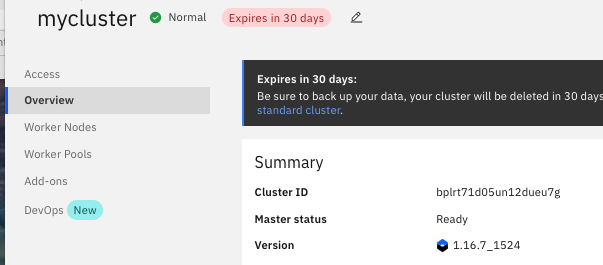 mycluster Normal Expires in 30 days
Access
Overview
Worker Nodes
Worker Pools
Add-ons
DevOps New
Expires in 30 days:
Be sure to back up your data, your cluster will be deleted in 30 days
standard cluster.
Summary
Cluster ID bplrt71d05un12dueu7g
Master status Ready
Version 1.16.7_1524